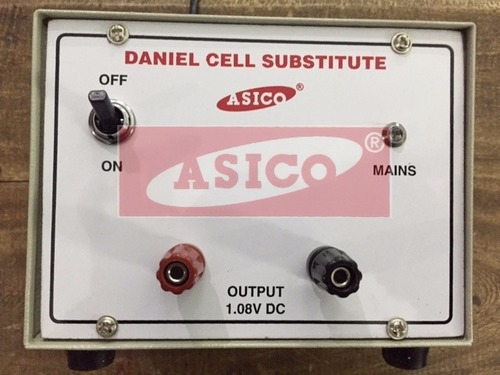 DANIEL CELL SUBSTITUTE
OFF
ASICO®
ON
MAINS
ASICO®
OUTPUT
1.08V DC